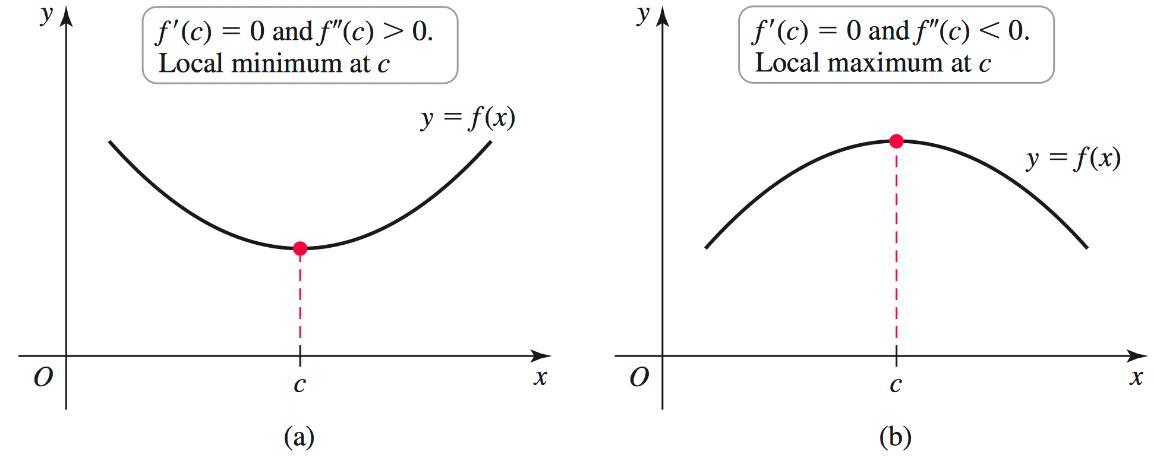 y
f′(c) = 0 and f″(c) > 0.
Local minimum at c
y = f(x)
O
c
x
(a)
y
f′(c) = 0 and f″(c) < 0.
Local maximum at c
y = f(x)
O
c
x
(b)